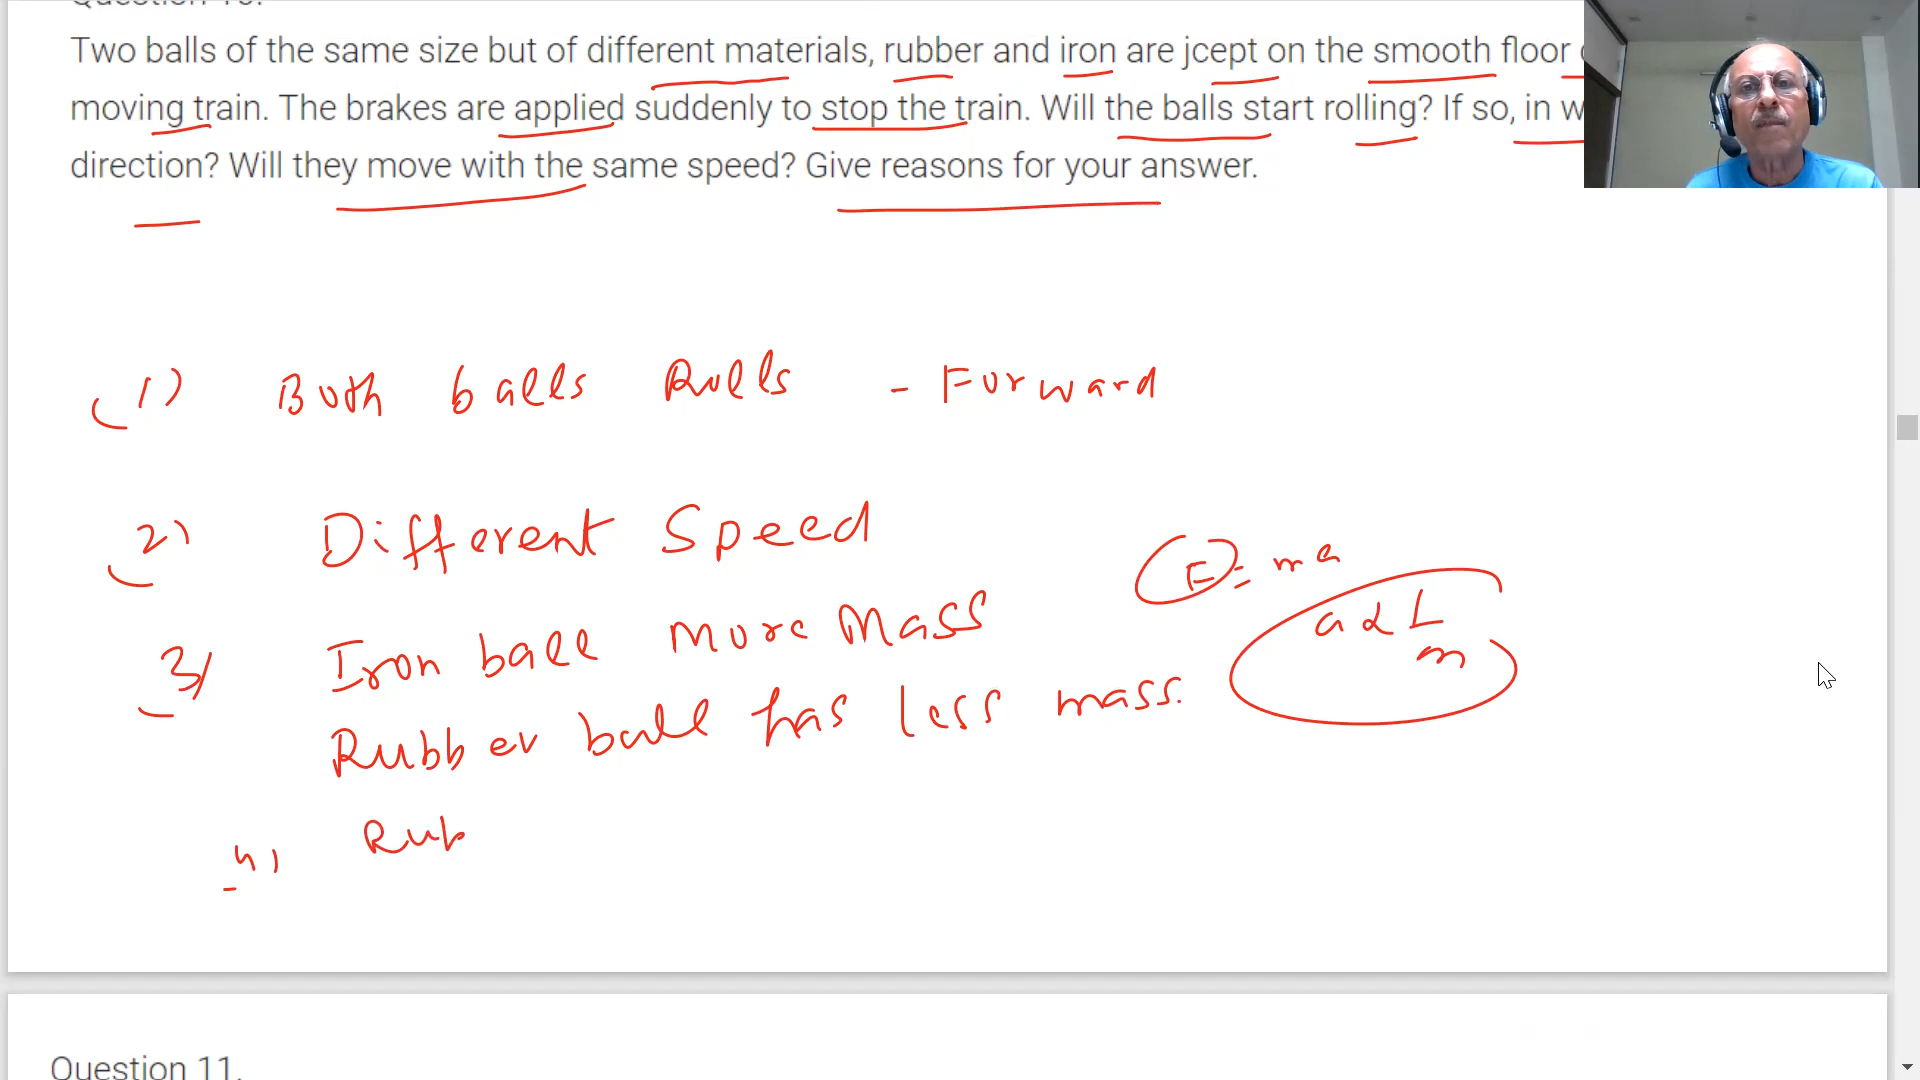 Two balls of the same size but of different materials, rubber and iron are jcept on the smooth floor
moving train. The brakes are applied suddenly to stop the train. Will the balls start rolling? If so, in w
direction? Will they move with the same speed? Give reasons for your answer.
1) Both balls Rolls - Forward
2) Different Speed
F = ma
a α 1
m
3) Iron ball more Mass
Rubber ball has less mass.
4) Rub
Question 11.